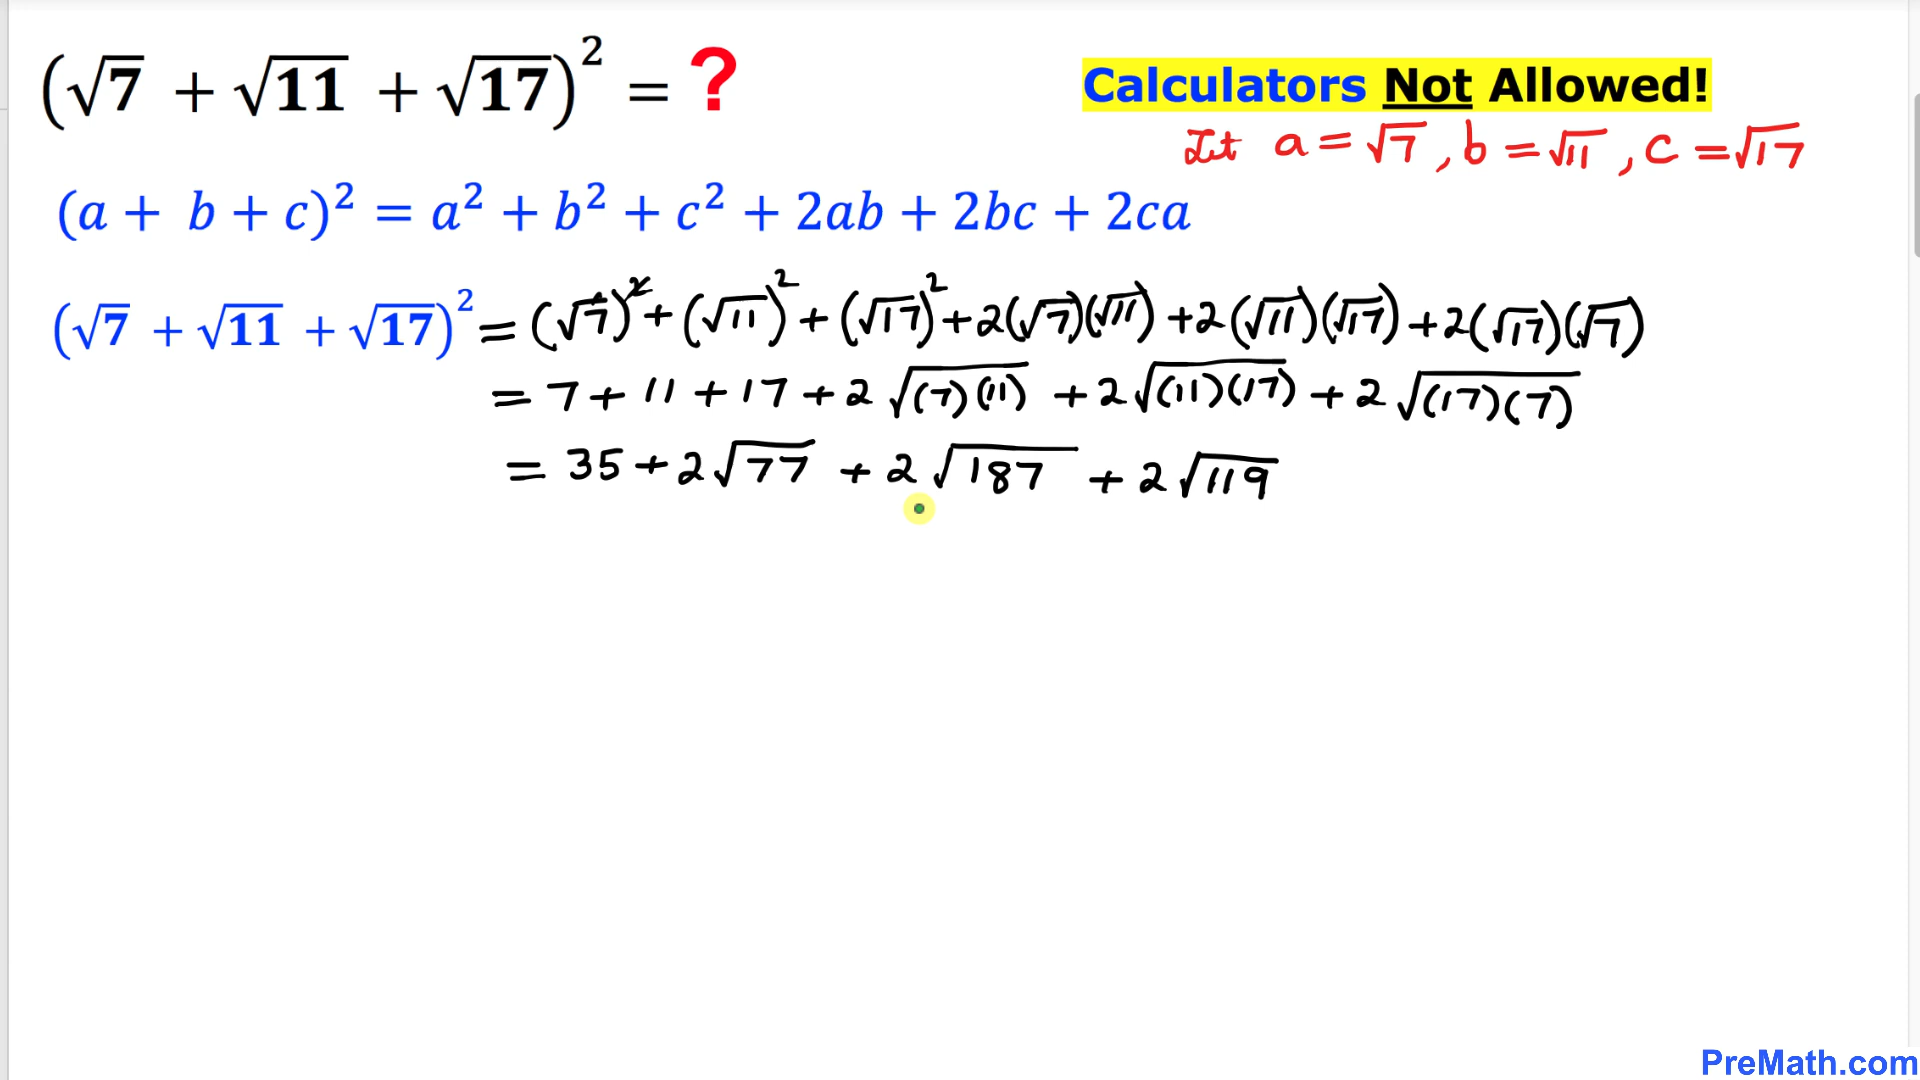 (√7 + √11 + √17)² = ?
Calculators Not Allowed!
Let a = √7, b = √11, c = √17
(a + b + c)² = a² + b² + c² + 2ab + 2bc + 2ca
(√7 + √11 + √17)² = (√7)² + (√11)² + (√17)² + 2(√7)(√11) + 2(√11)(√17) + 2(√17)(√7)
= 7 + 11 + 17 + 2√(7)(11) + 2√(11)(17) + 2√(17)(7)
= 35 + 2√77 + 2√187 + 2√119
PreMath.com